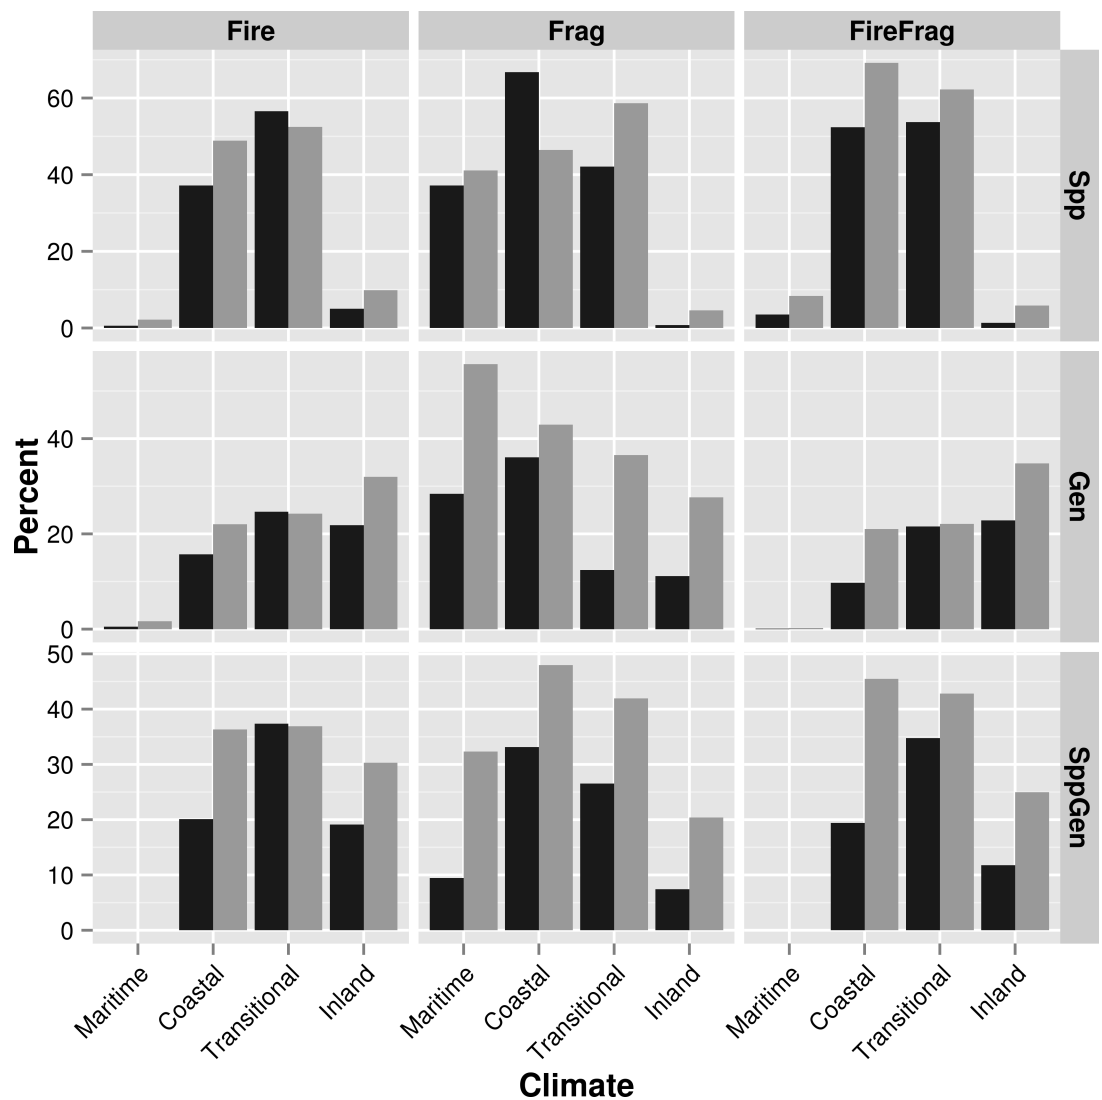 Fire Frag FireFrag
60
40
20
0
Spp
40
20
0
Gen
50
40
30
20
10
0
SppGen
Percent
Maritime Coastal Transitional Inland Maritime Coastal Transitional Inland Maritime Coastal Transitional Inland
Climate